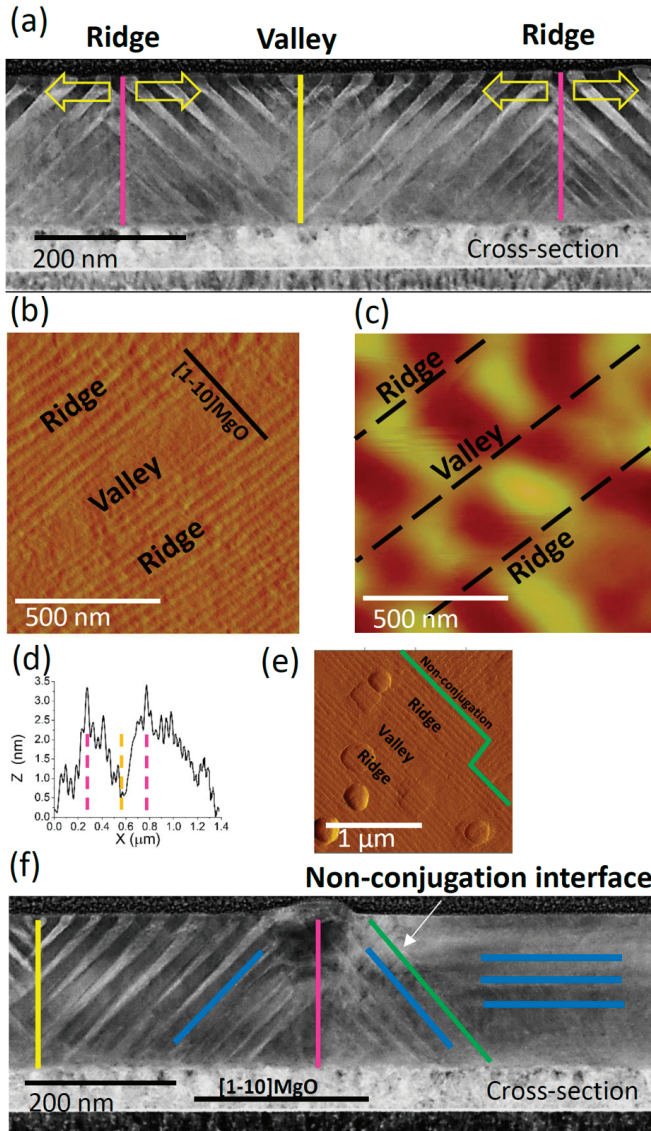 (a)
Ridge Valley Ridge
200 nm
Cross-section
(b)
[1-10]MgO
Ridge
Valley
Ridge
500 nm
(c)
Ridge
Valley
Ridge
500 nm
(d)
Z (nm)
3.5
3.0
2.5
2.0
1.5
1.0
0.5
0.0
0.0 0.2 0.4 0.6 0.8 1.0 1.2 1.4
X (μm)
(e)
Non-conjugation
Ridge
Valley
Ridge
1 μm
(f)
Non-conjugation interface
200 nm
[1-10]MgO
Cross-section